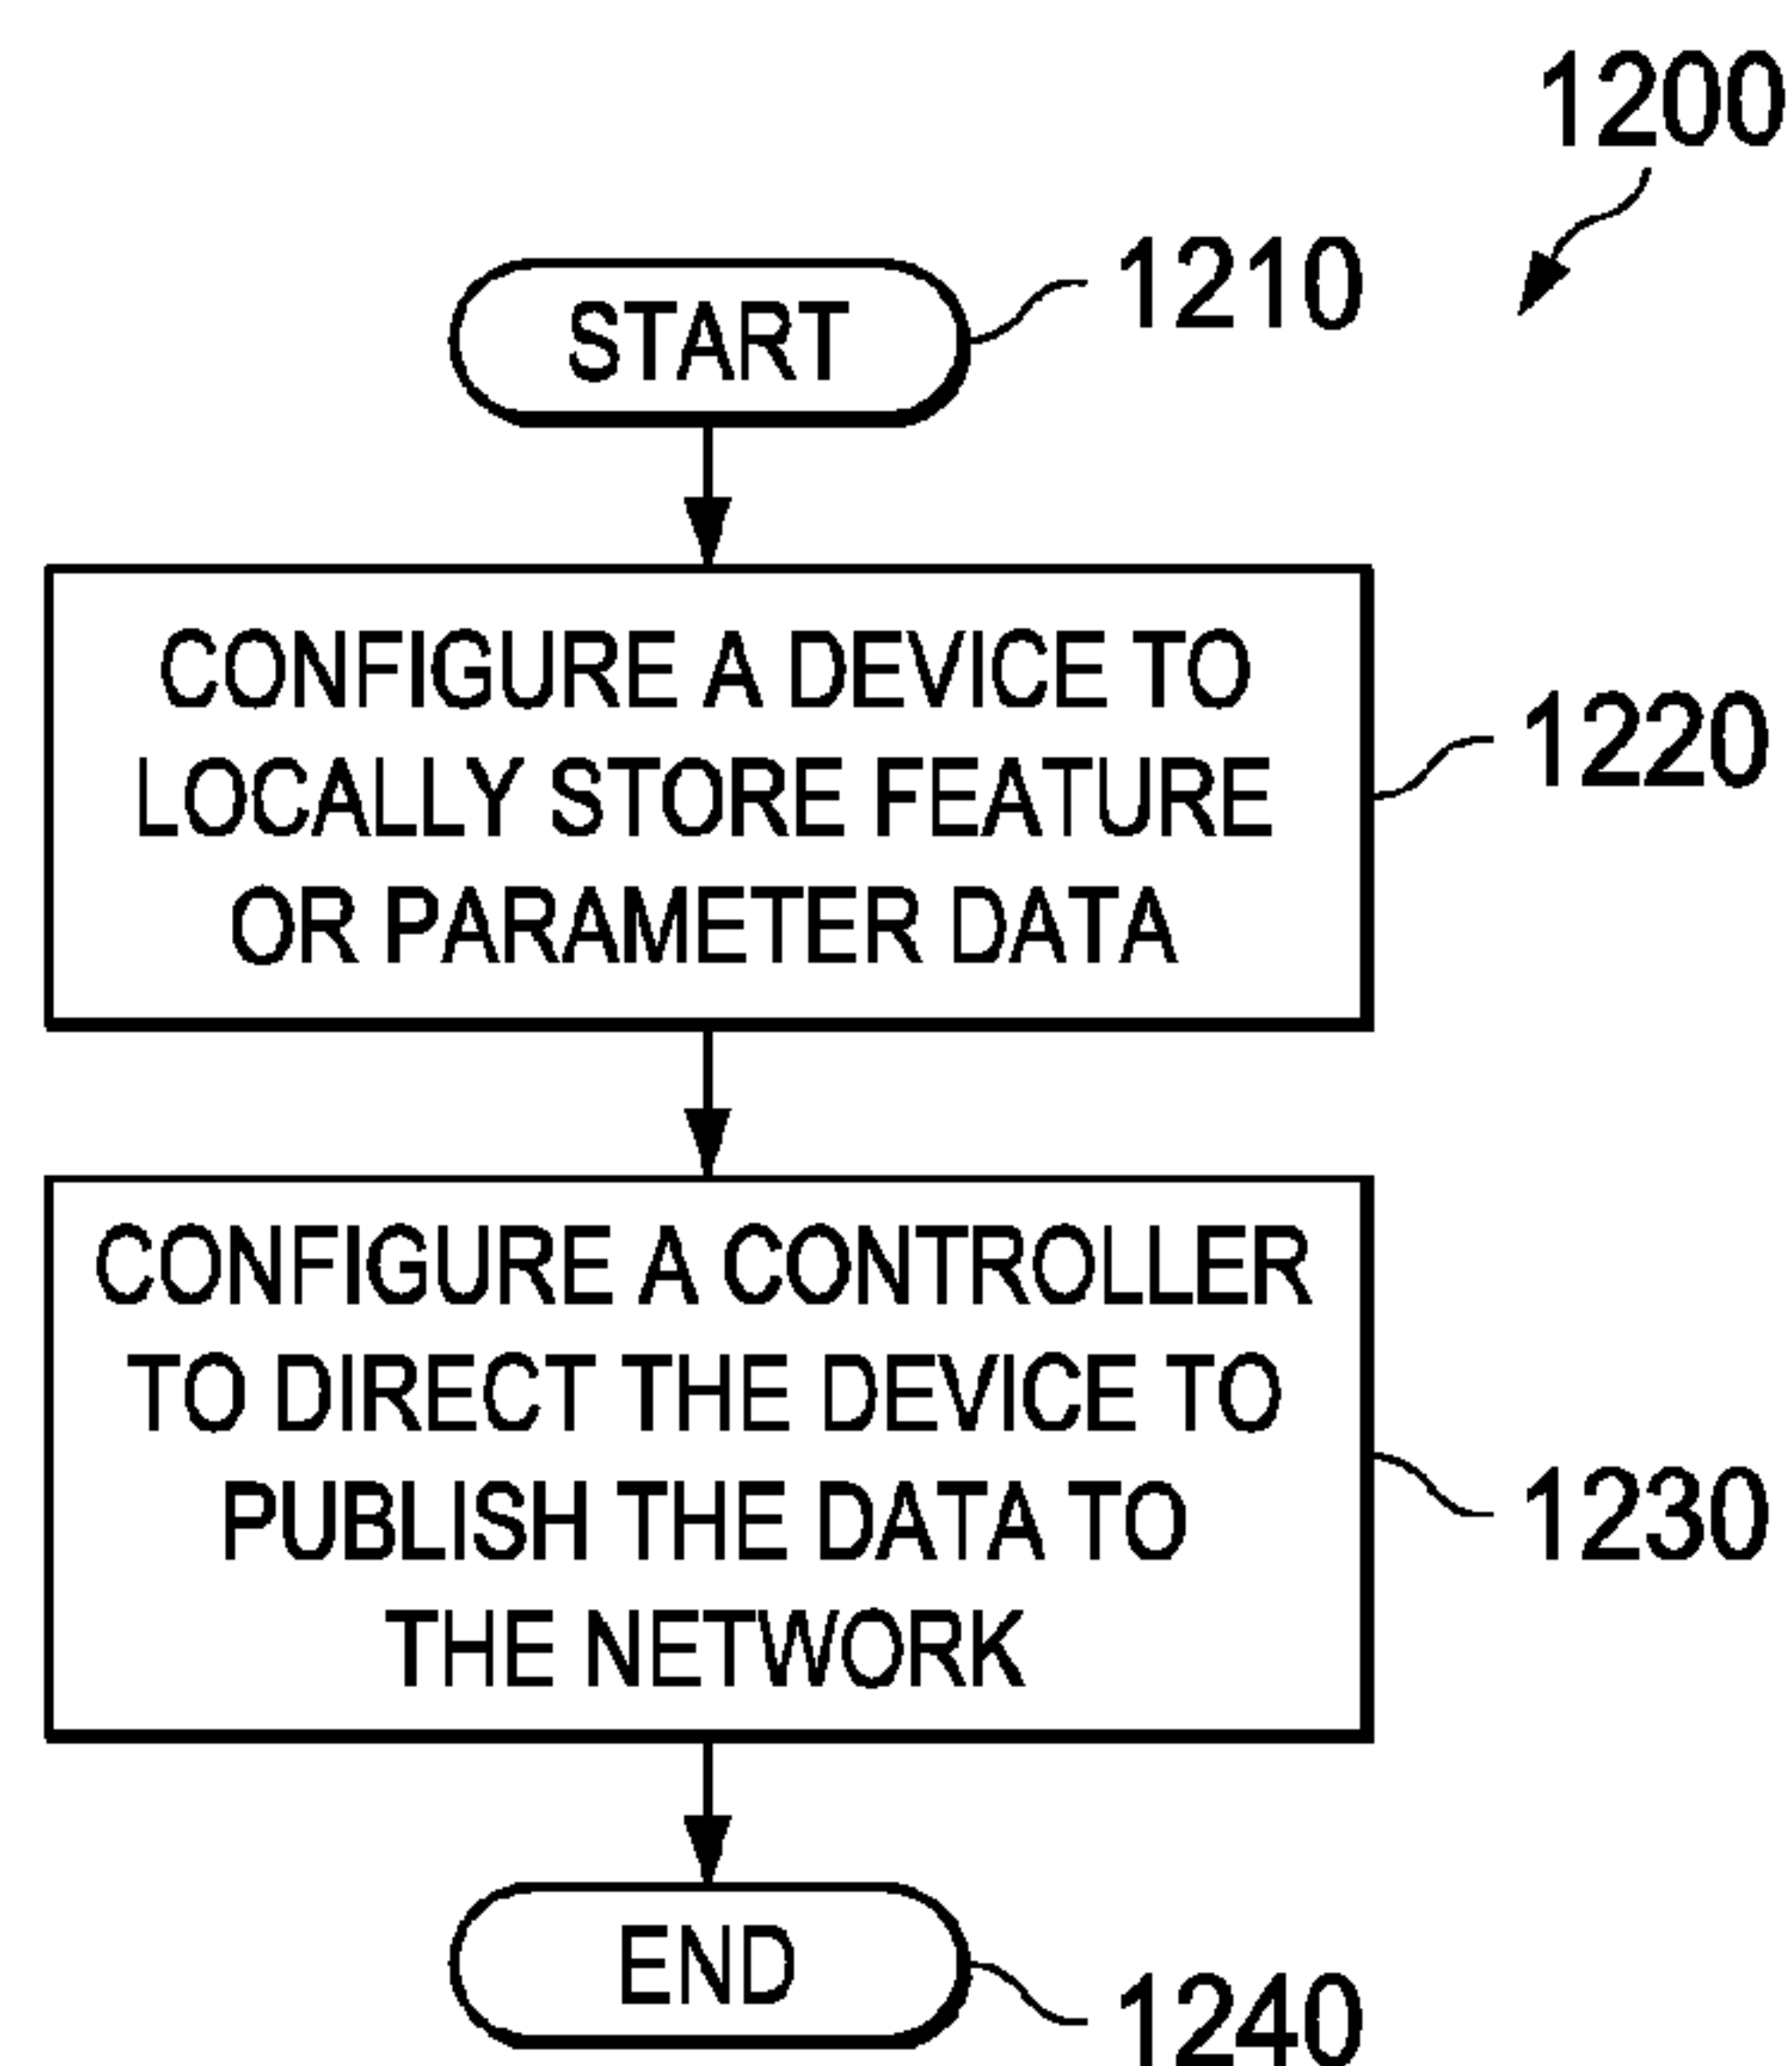 1200
START
1210
CONFIGURE A DEVICE TO
LOCALLY STORE FEATURE
OR PARAMETER DATA
1220
CONFIGURE A CONTROLLER
TO DIRECT THE DEVICE TO
PUBLISH THE DATA TO
THE NETWORK
1230
END
1240